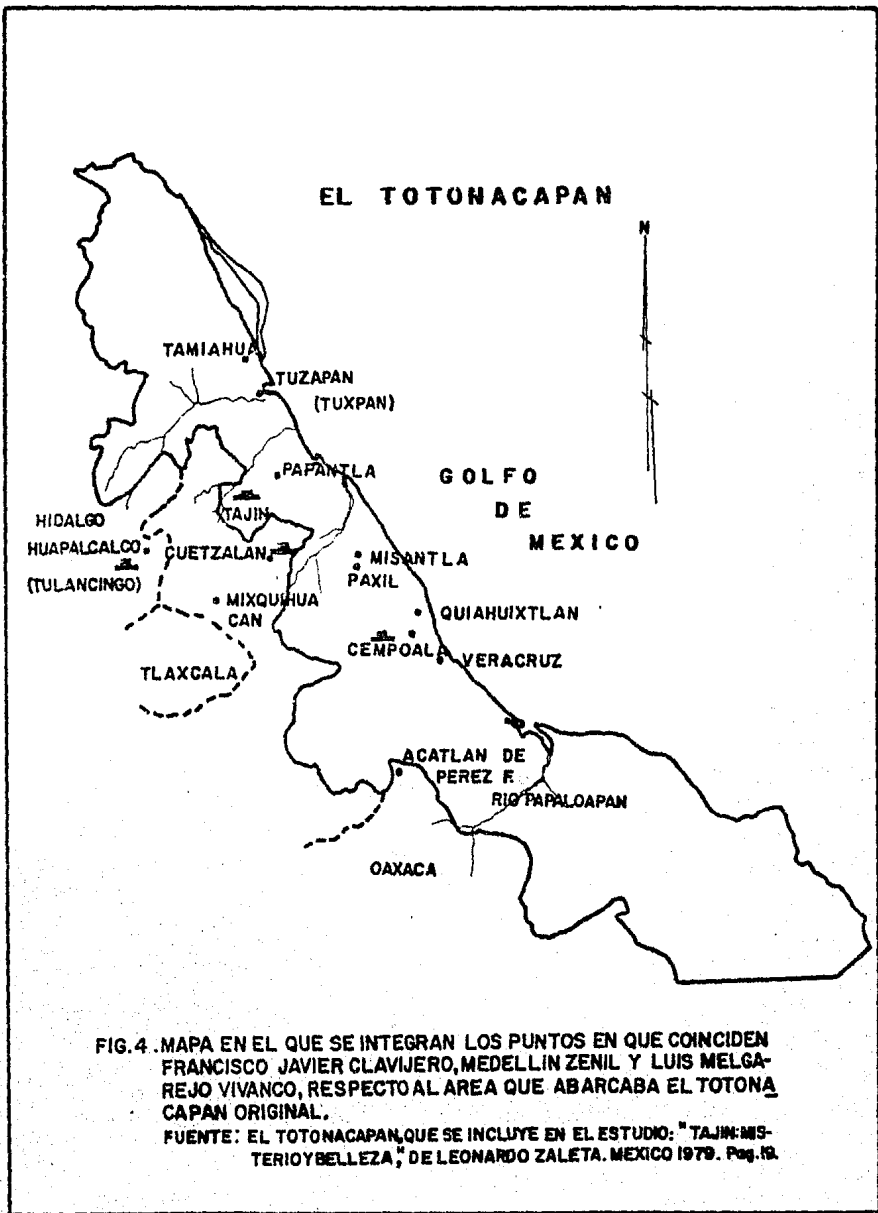 EL TOTONACAPAN
N
TAMIAHUA
TUZAPAN
(TUXPAN)
PAPANTLA
GOLFO
DE
MEXICO
TAJIN
HIDALGO
HUAPALCALCO
(TULANCINGO)
CUETZALAN
MISANTLA
PAXIL
MIXQUIHUA
CAN
QUIAHUIXTLAN
CEMPOALA
VERACRUZ
TLAXCALA
ACATLAN DE
PEREZ F.
RIO PAPALOAPAN
OAXACA
FIG.4.MAPA EN EL QUE SE INTEGRAN LOS PUNTOS EN QUE COINCIDEN
FRANCISCO JAVIER CLAVIJERO,MEDELLIN ZENIL Y LUIS MELGA-
REJO VIVANCO, RESPECTO AL AREA QUE ABARCABA EL TOTONA
CAPAN ORIGINAL.
FUENTE: EL TOTONACAPAN,QUE SE INCLUYE EN EL ESTUDIO: "TAJIN:MIS-
TERIO Y BELLEZA," DE LEONARDO ZALETA. MEXICO 1979. Pag.19.